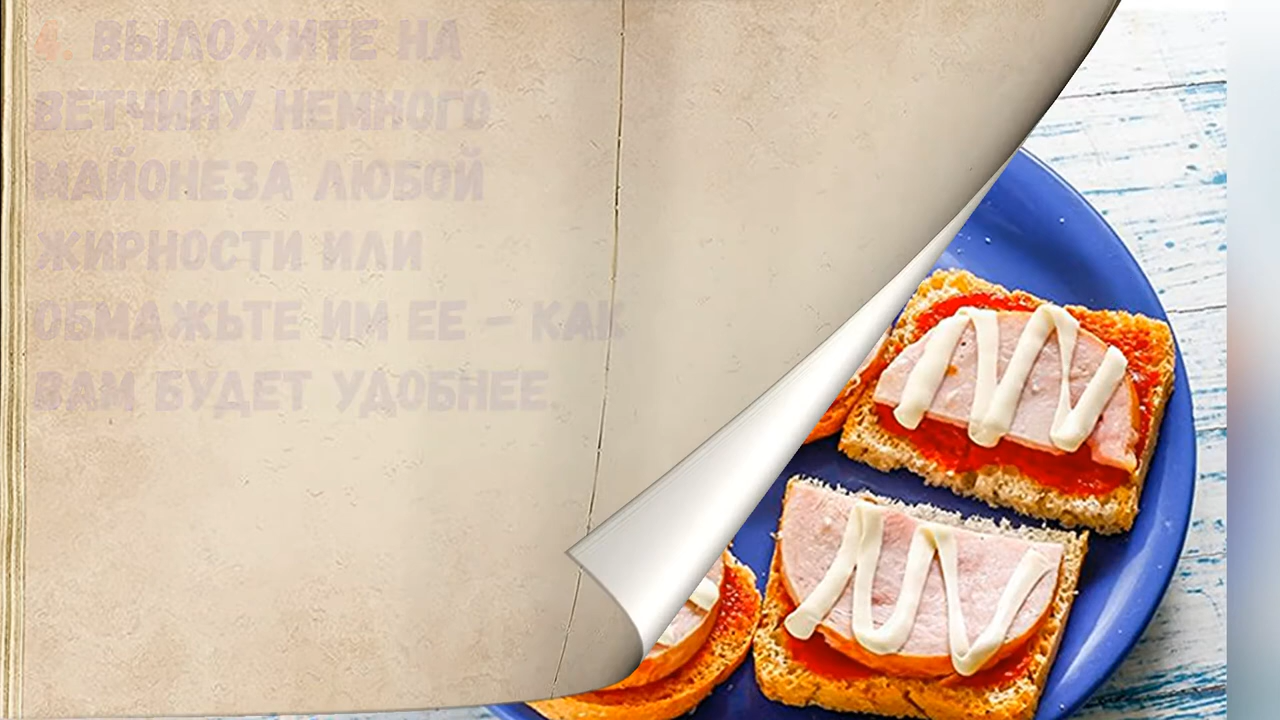 4. ВЫЛОЖИТЕ НА
ВЕТЧИНУ НЕМНОГО
МАЙОНЕЗА ЛЮБОЙ
ЖИРНОСТИ ИЛИ
ОБМАЖЬТЕ ИМ ЕЕ – КАК
ВАМ БУДЕТ УДОБНЕЕ.